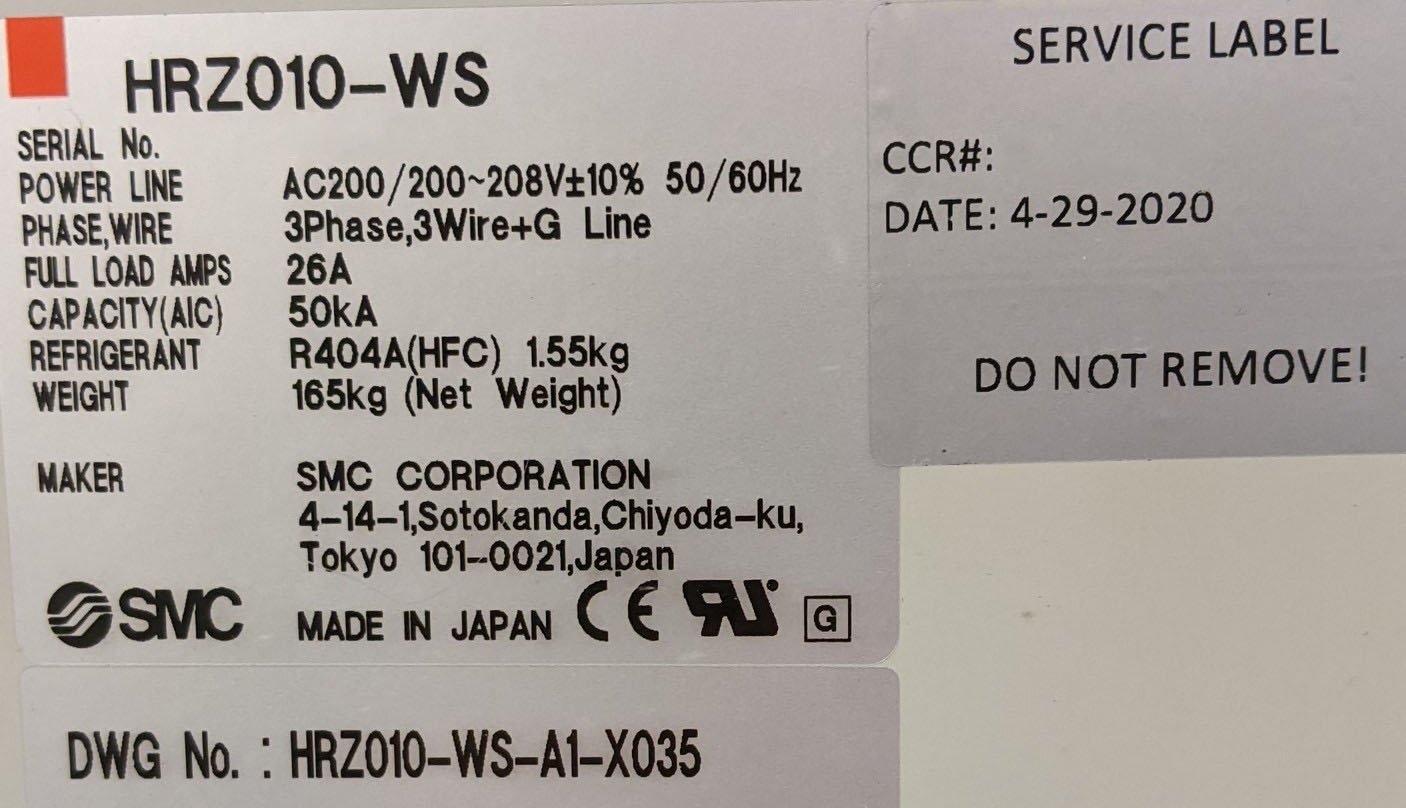 HRZ010-WS
SERIAL No.
POWER LINE AC200/200~208V±10% 50/60Hz
PHASE,WIRE 3Phase,3Wire+G Line
FULL LOAD AMPS 26A
CAPACITY(AIC) 50kA
REFRIGERANT R404A(HFC) 1.55kg
WEIGHT 165kg (Net Weight)
MAKER SMC CORPORATION
4-14-1,Sotokanda,Chiyoda-ku,
Tokyo 101-0021,Japan
SMC MADE IN JAPAN CE RU G
DWG No. : HRZ010-WS-A1-X035
SERVICE LABEL
CCR#:
DATE: 4-29-2020
DO NOT REMOVE!